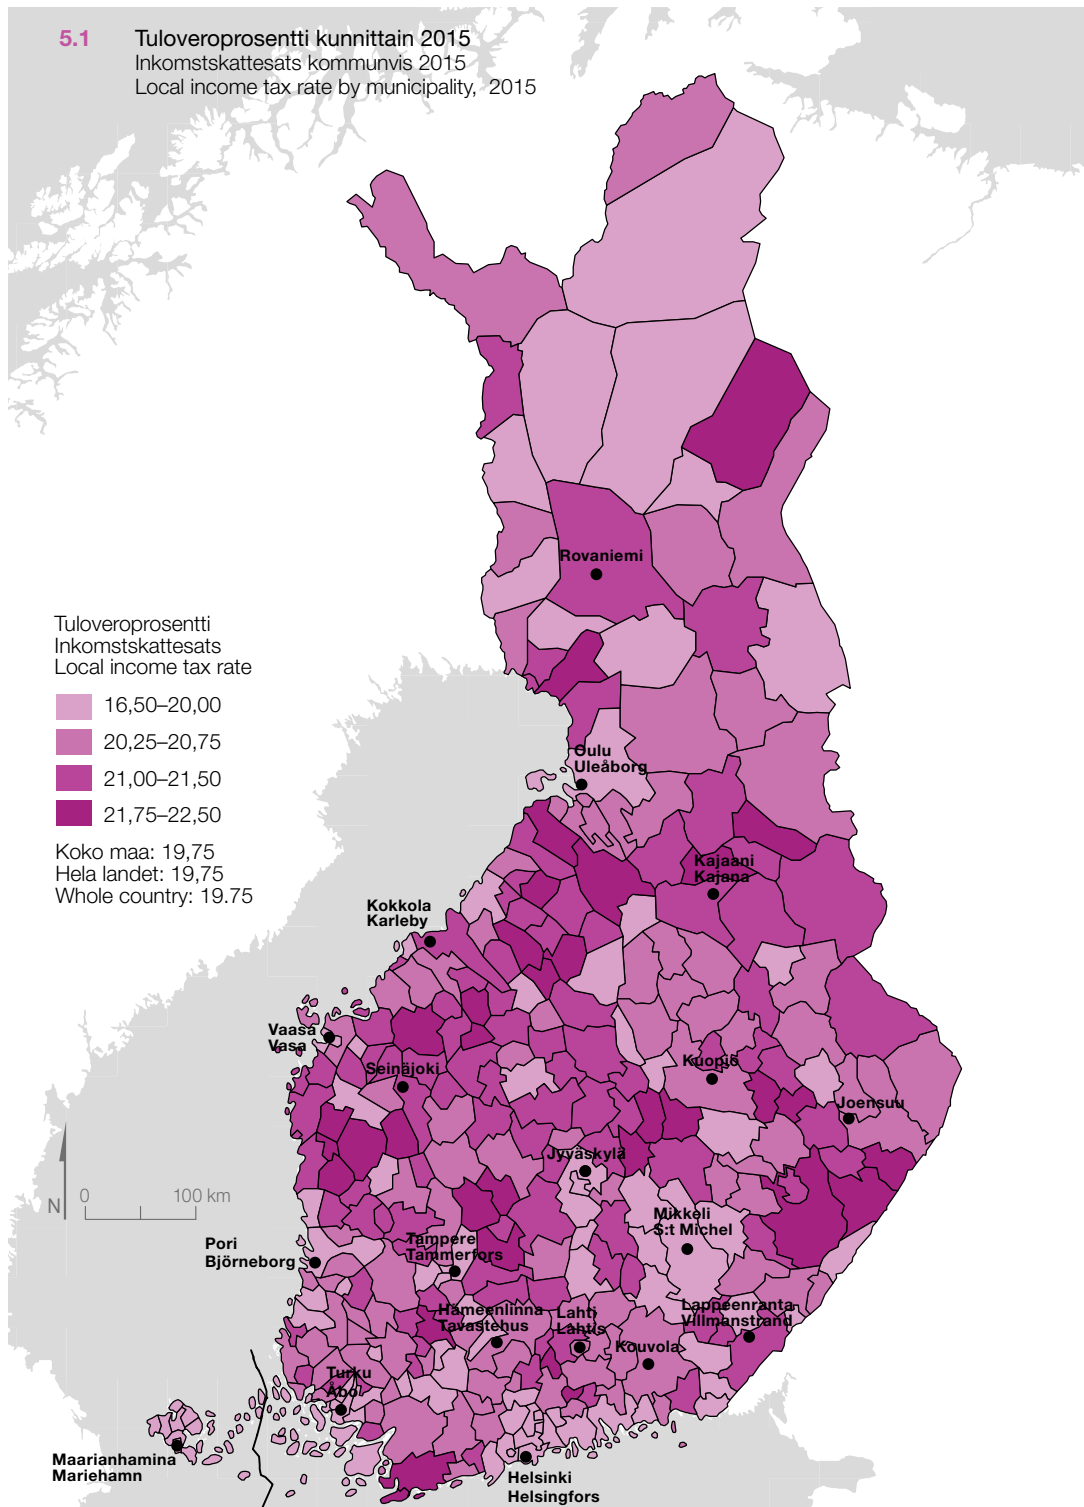 5.1 Tuloveroprosentti kunnittain 2015
Inkomstskattesats kommunvis 2015
Local income tax rate by municipality, 2015
Rovaniemi
Tuloveroprosentti
Inkomstskattesats
Local income tax rate
16,50–20,00
20,25–20,75
21,00–21,50
21,75–22,50
Koko maa: 19,75
Hela landet: 19,75
Whole country: 19.75
Oulu
Uleåborg
Kajaani
Kajana
Kokkola
Karleby
Vaasa
Vasa
Seinäjoki
Kuopio
Joensuu
Jyväskylä
N
0 100 km
Mikkeli
S:t Michel
Pori
Björneborg
Tampere
Tammerfors
Hämeenlinna
Tavastehus
Lahti
Lahtis
Kouvola
Lappeenranta
Villmanstrand
Turku
Åbo
Maarianhamina
Mariehamn
Helsinki
Helsingfors